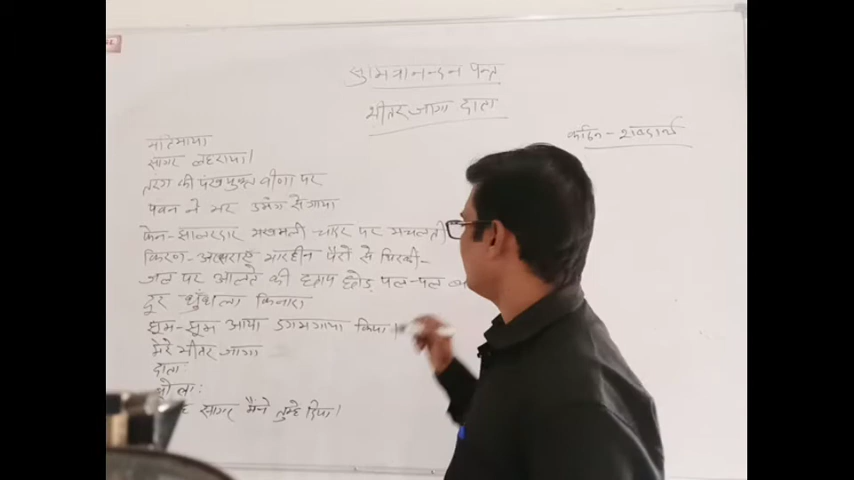 सुमित्रानन्दन पन्त
भीतर जागा दाता
कठिन-शब्दार्थ
मतियाया
सागर लहराया।
तरंग की पंखयुक्त वीणा पर
पवन ने भर उमंग से गाया
फेन-झालरदार मखमली चादर पर मचलती
किरण-अप्सराएँ भारहीन पैरों से थिरकी-
जल पर आलते की छाप छोड़ पल-पल
दूर धुँधला किनारा
झूम-झूम आया डगमगाया किया।
मेरे भीतर जागा
दाता
बोला:
सागर मैंने तुम्हें दिया।